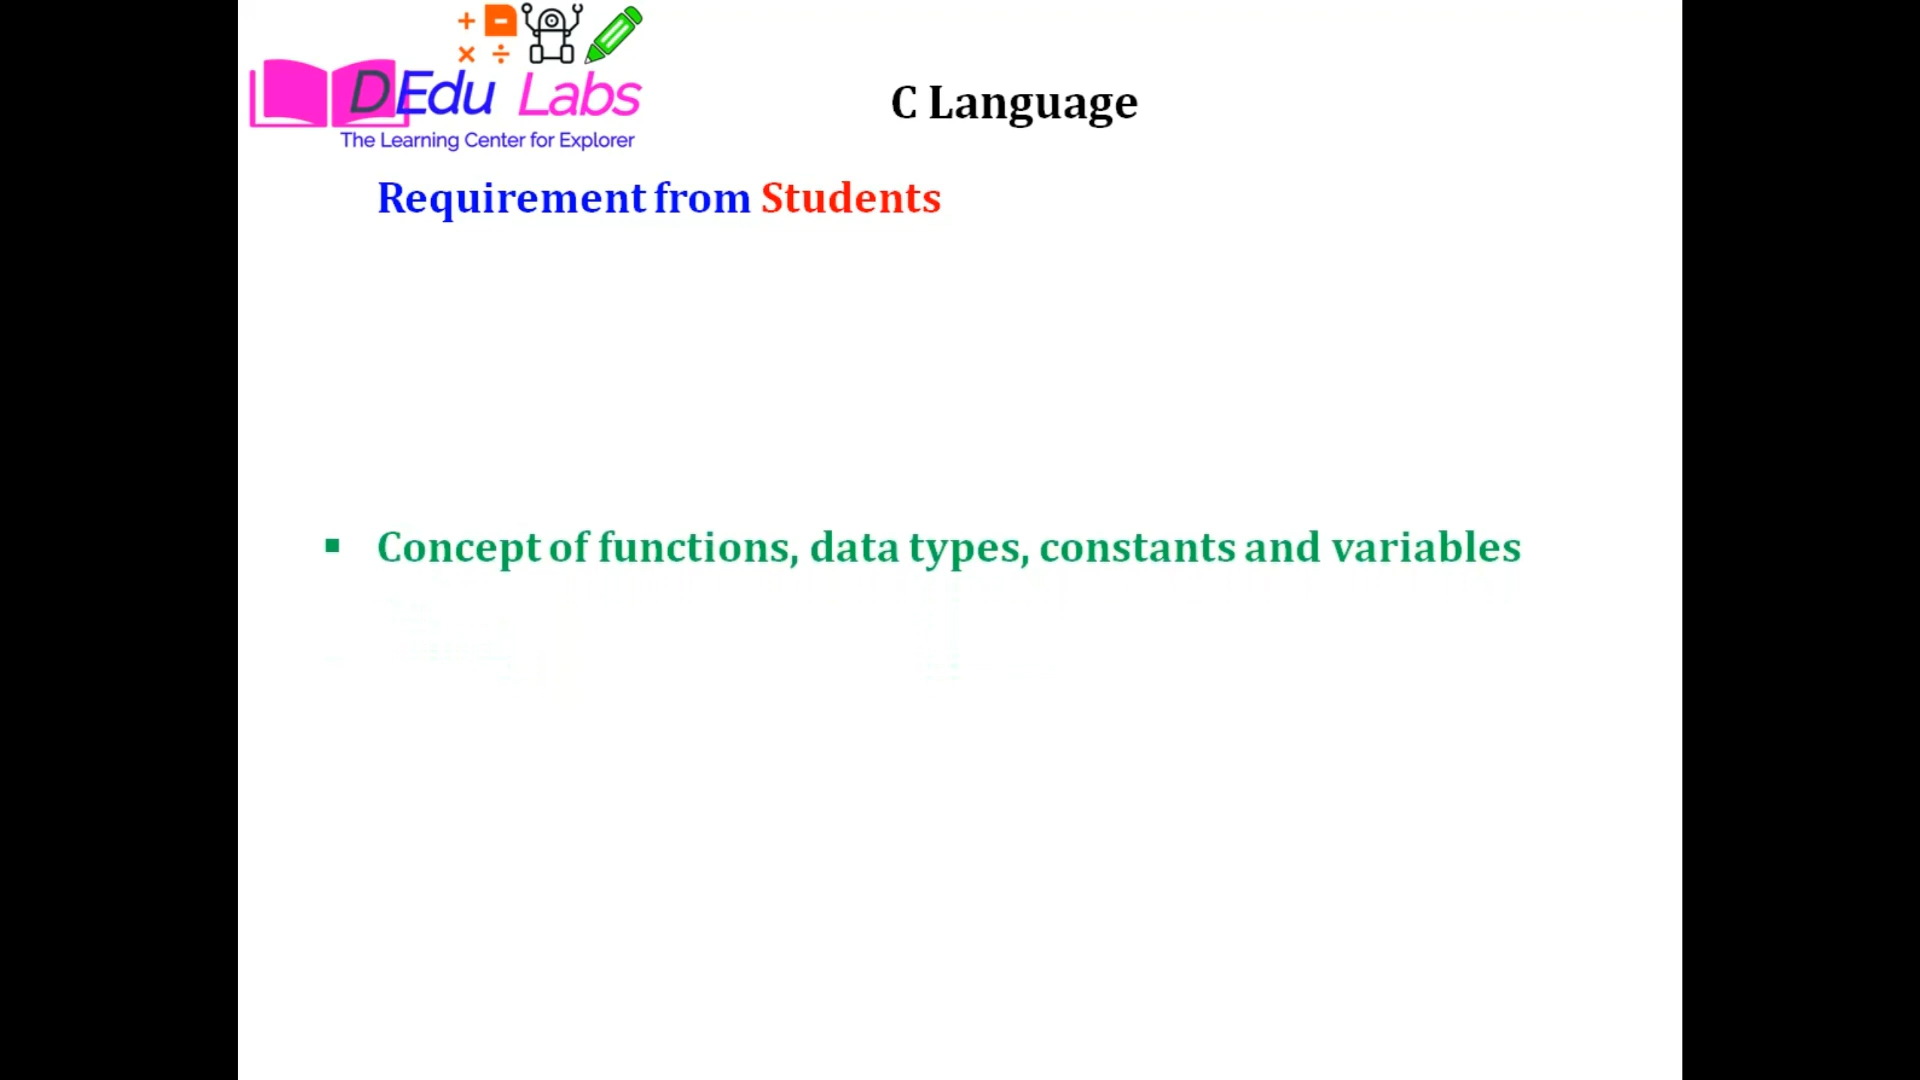 DEdu Labs
The Learning Center for Explorer
C Language
Requirement from Students
▪ Concept of functions, data types, constants and variables